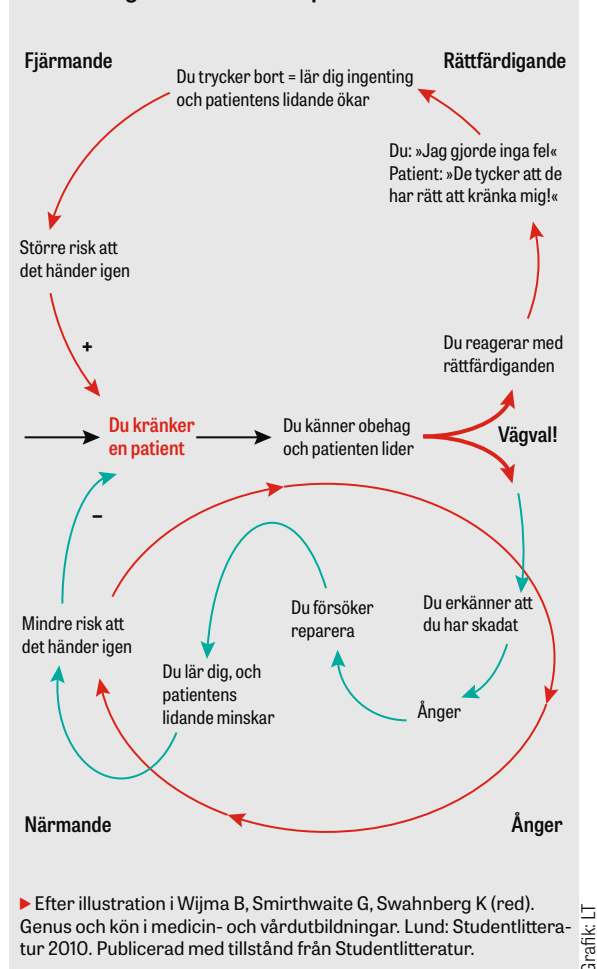 Fjärmande
Rättfärdigande
Du trycker bort = lär dig ingenting
och patientens lidande ökar
Du: »Jag gjorde inga fel«
Patient: »De tycker att de
har rätt att kränka mig!«
Större risk att
det händer igen
+
Du reagerar med
rättfärdiganden
Du kränker
en patient
Du känner obehag
och patienten lider
Vägval!
–
Mindre risk att
det händer igen
Du lär dig, och
patientens
lidande minskar
Du försöker
reparera
Du erkänner att
du har skadat
Ånger
Närmande
Ånger
▶ Efter illustration i Wijma B, Smirthwaite G, Swahnberg K (red).
Genus och kön i medicin- och vårdutbildningar. Lund: Studentlittera-
tur 2010. Publicerad med tillstånd från Studentlitteratur.
Grafik: LT